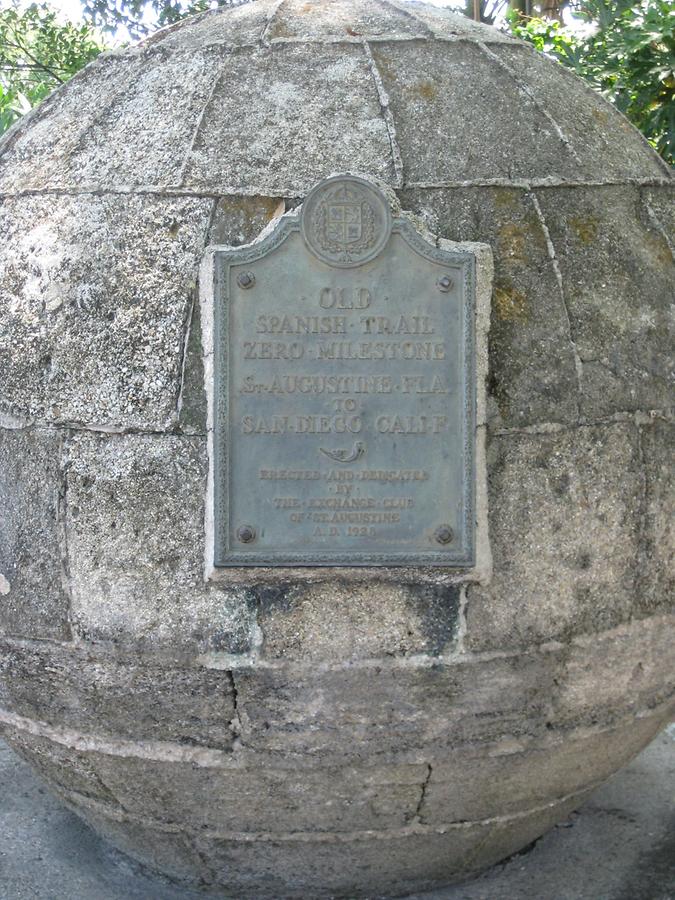 OLD
SPANISH·TRAIL
ZERO·MILESTONE
ST·AUGUSTINE·FLA
TO
SAN·DIEGO·CALIF
ERECTED·AND·DEDICATED
·BY·
THE·EXCHANGE·CLUB
OF·ST.AUGUSTINE
A.D.1928